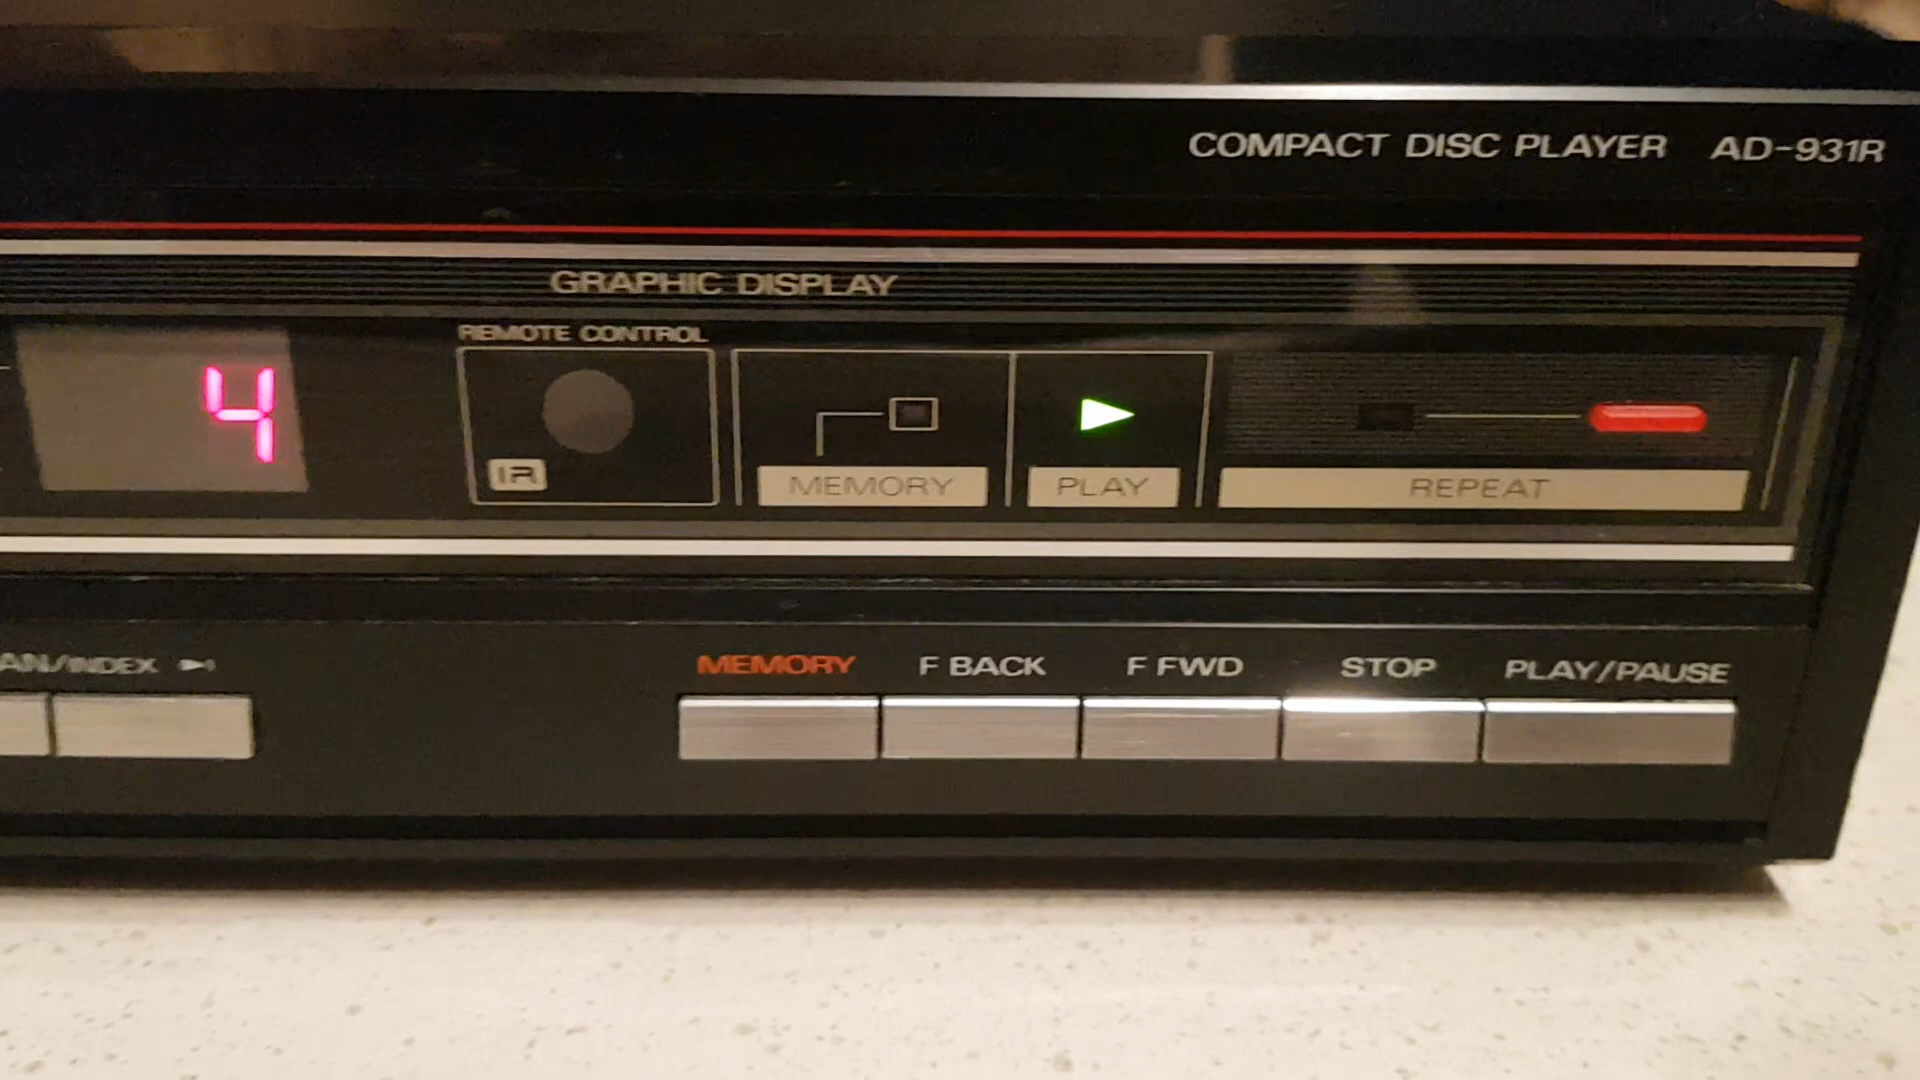 COMPACT DISC PLAYER AD-931R
GRAPHIC DISPLAY
REMOTE CONTROL
4
IR
MEMORY
PLAY
REPEAT
/INDEX
MEMORY
F BACK
F FWD
STOP
PLAY/PAUSE